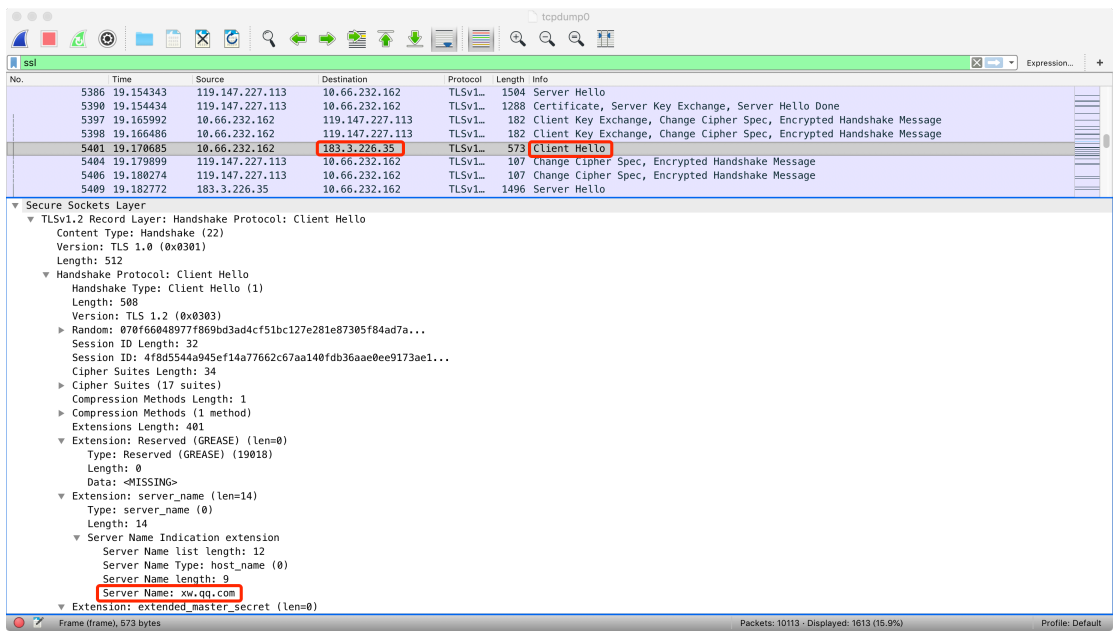 tcpdump0
ssl
Expression...
+
No. Time Source Destination Protocol Length Info
5386 19.154343 119.147.227.113 10.66.232.162 TLSv1… 1504 Server Hello
5390 19.154434 119.147.227.113 10.66.232.162 TLSv1… 1288 Certificate, Server Key Exchange, Server Hello Done
5397 19.165992 10.66.232.162 119.147.227.113 TLSv1… 182 Client Key Exchange, Change Cipher Spec, Encrypted Handshake Message
5398 19.166486 10.66.232.162 119.147.227.113 TLSv1… 182 Client Key Exchange, Change Cipher Spec, Encrypted Handshake Message
5401 19.170685 10.66.232.162 183.3.226.35 TLSv1… 573 Client Hello
5404 19.179899 119.147.227.113 10.66.232.162 TLSv1… 107 Change Cipher Spec, Encrypted Handshake Message
5406 19.180274 119.147.227.113 10.66.232.162 TLSv1… 107 Change Cipher Spec, Encrypted Handshake Message
5409 19.182772 183.3.226.35 10.66.232.162 TLSv1… 1496 Server Hello
Secure Sockets Layer
TLSv1.2 Record Layer: Handshake Protocol: Client Hello
Content Type: Handshake (22)
Version: TLS 1.0 (0x0301)
Length: 512
Handshake Protocol: Client Hello
Handshake Type: Client Hello (1)
Length: 508
Version: TLS 1.2 (0x0303)
Random: 070f66048977f869bd3ad4cf51bc127e281e87305f84ad7a...
Session ID Length: 32
Session ID: 4f8d5544a945ef14a77662c67aa140fdb36aae0ee9173ae1...
Cipher Suites Length: 34
Cipher Suites (17 suites)
Compression Methods Length: 1
Compression Methods (1 method)
Extensions Length: 401
Extension: Reserved (GREASE) (len=0)
Type: Reserved (GREASE) (19018)
Length: 0
Data: <MISSING>
Extension: server_name (len=14)
Type: server_name (0)
Length: 14
Server Name Indication extension
Server Name list length: 12
Server Name Type: host_name (0)
Server Name length: 9
Server Name: xw.qq.com
Extension: extended_master_secret (len=0)
Frame (frame), 573 bytes
Packets: 10113 · Displayed: 1613 (15.9%)
Profile: Default